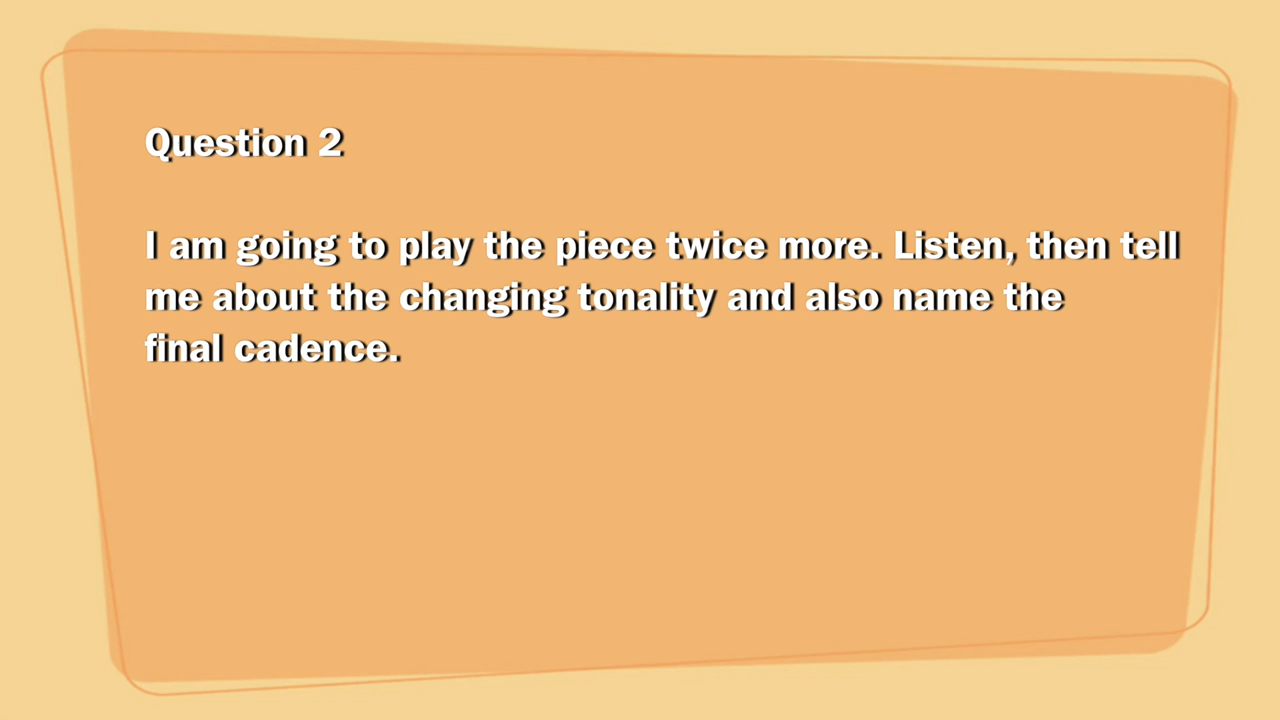 Question 2
I am going to play the piece twice more. Listen, then tell
me about the changing tonality and also name the
final cadence.